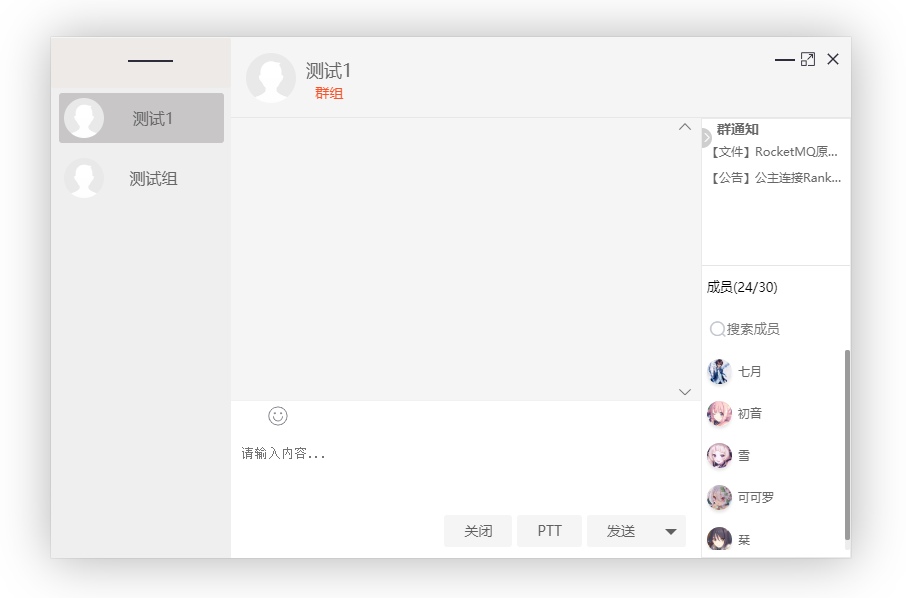 测试1
测试组
测试1
群组
群通知
【文件】RocketMQ原...
【公告】公主连接Rank...
成员(24/30)
搜索成员
七月
初音
雪
可可罗
栞
请输入内容...
关闭
PTT
发送